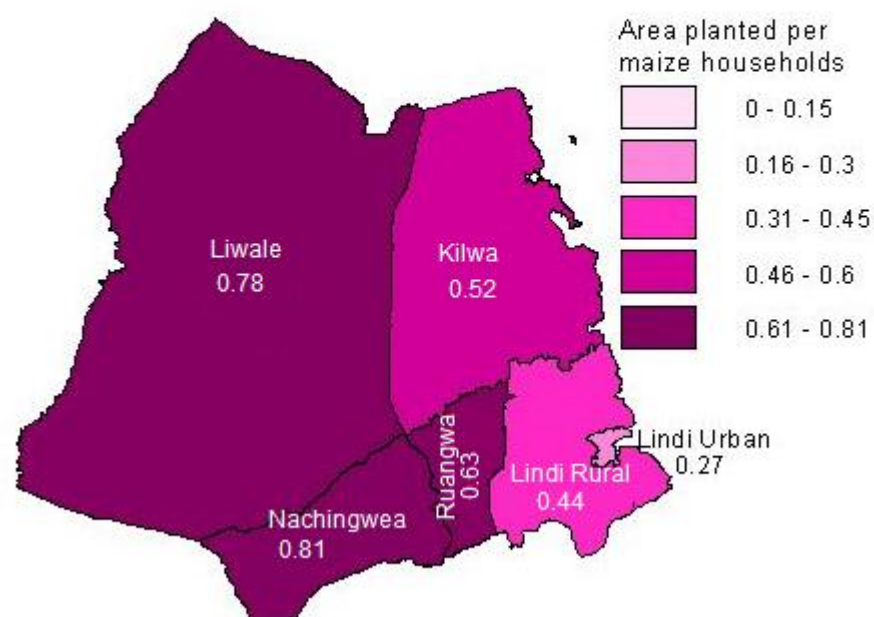 Area planted per
maize households
0 - 0.15
0.16 - 0.3
0.31 - 0.45
0.46 - 0.6
0.61 - 0.81
Liwale
0.78
Kilwa
0.52
Ruangwa
0.63
Lindi Urban
0.27
Lindi Rural
0.44
Nachingwea
0.81